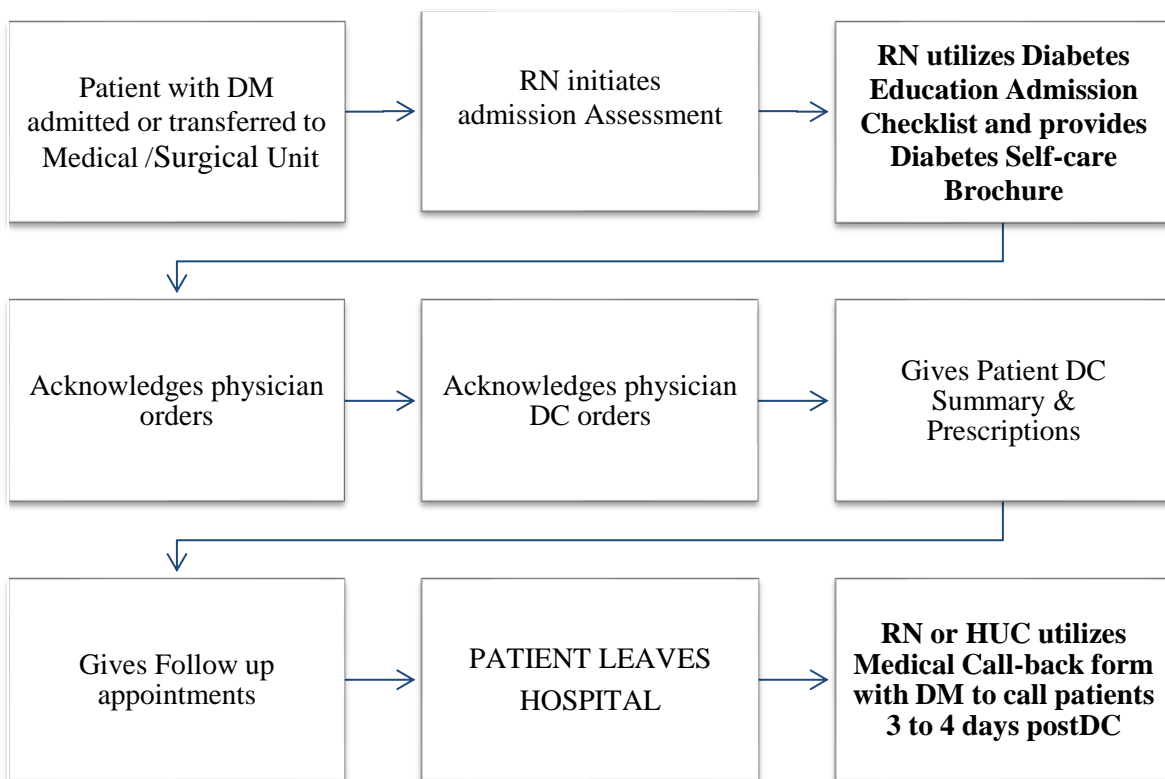 Patient with DM
admitted or transferred to
Medical /Surgical Unit
RN initiates
admission Assessment
RN utilizes Diabetes
Education Admission
Checklist and provides
Diabetes Self-care
Brochure
Acknowledges physician
orders
Acknowledges physician
DC orders
Gives Patient DC
Summary &
Prescriptions
Gives Follow up
appointments
PATIENT LEAVES
HOSPITAL
RN or HUC utilizes
Medical Call-back form
with DM to call patients
3 to 4 days postDC